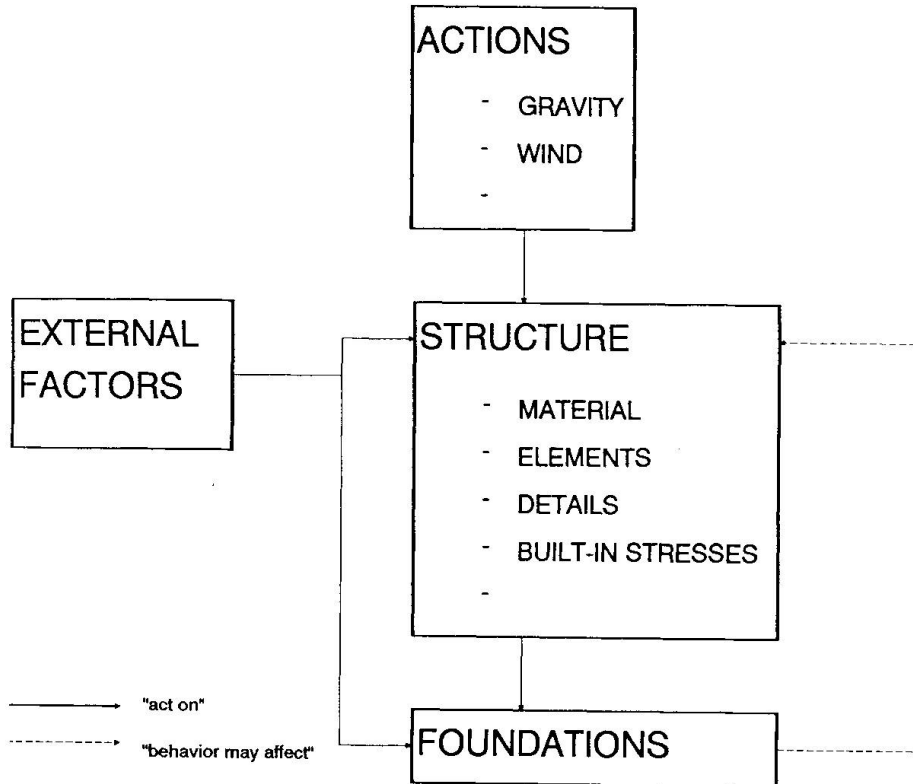 ACTIONS
- GRAVITY
- WIND
-
EXTERNAL
FACTORS
STRUCTURE
- MATERIAL
- ELEMENTS
- DETAILS
- BUILT-IN STRESSES
-
"act on"
"behavior may affect"
FOUNDATIONS